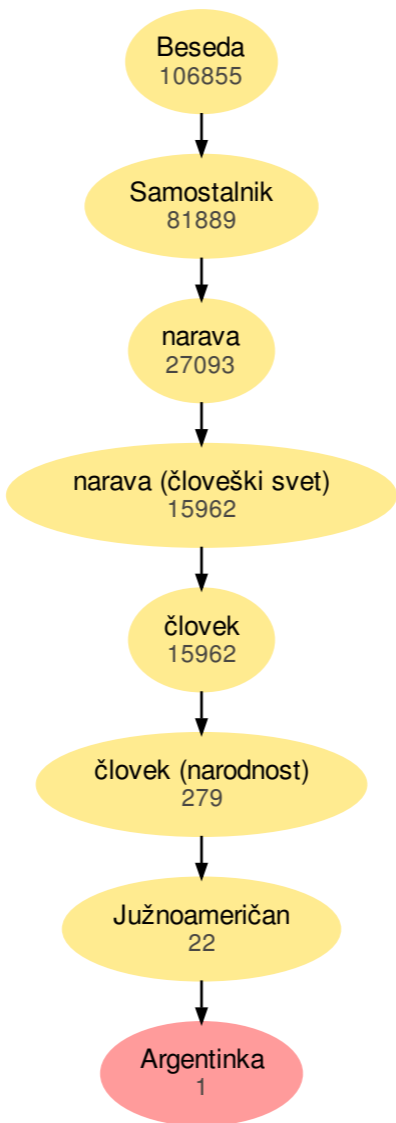 Beseda
106855
Samostalnik
81889
narava
27093
narava (človeški svet)
15962
človek
15962
človek (narodnost)
279
Južnoameričan
22
Argentinka
1